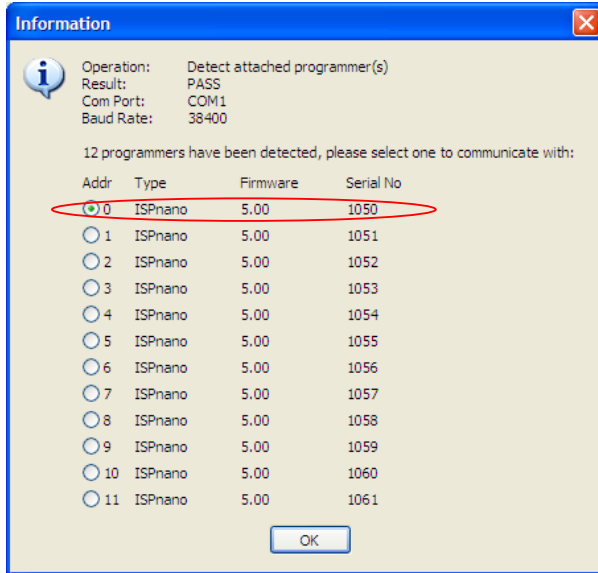 Information
Operation: Detect attached programmer(s)
Result: PASS
Com Port: COM1
Baud Rate: 38400
12 programmers have been detected, please select one to communicate with:
Addr Type Firmware Serial No
0 ISPnano 5.00 1050
1 ISPnano 5.00 1051
2 ISPnano 5.00 1052
3 ISPnano 5.00 1053
4 ISPnano 5.00 1054
5 ISPnano 5.00 1055
6 ISPnano 5.00 1056
7 ISPnano 5.00 1057
8 ISPnano 5.00 1058
9 ISPnano 5.00 1059
10 ISPnano 5.00 1060
11 ISPnano 5.00 1061
OK